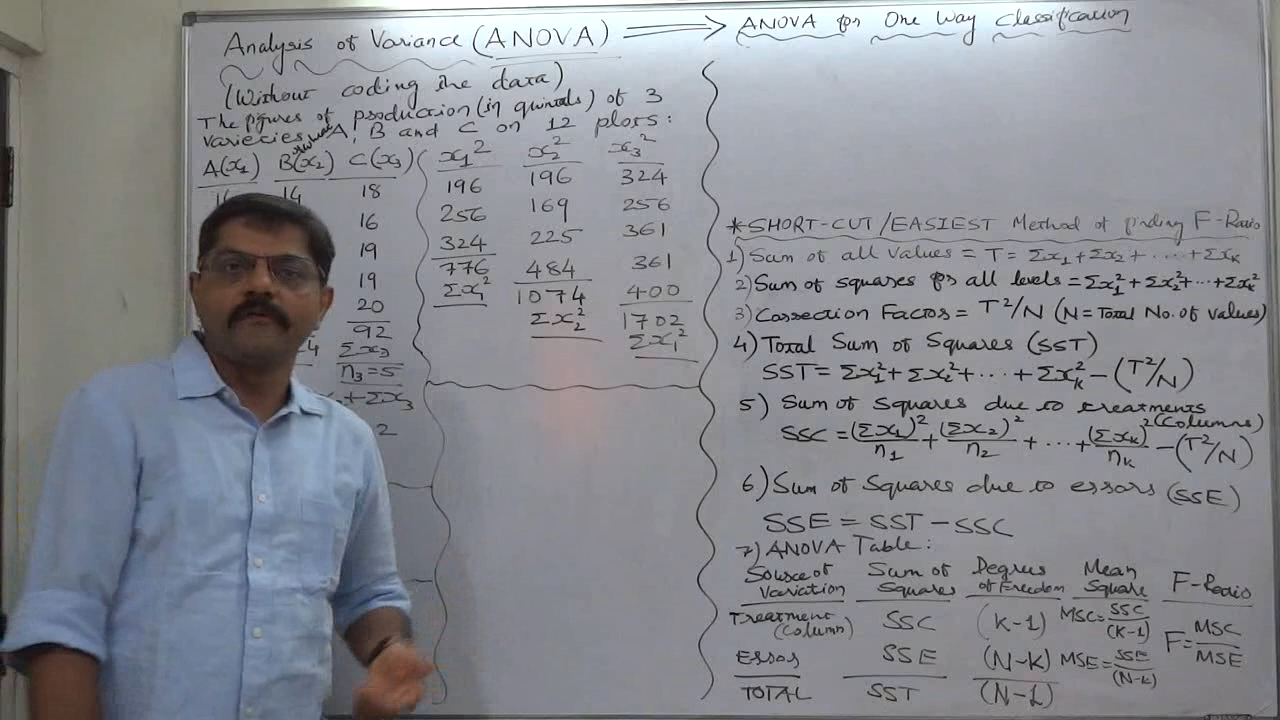 Analysis of Variance (ANOVA) ⟹ ANOVA for One Way Classification
(Without coding the data)
The figures of production (in quintals) of 3
varieties of wheat A, B and C on 12 plots:
A(x₁) B(x₂) C(x₃)
14 18
16
19
19
20
92
Σx₃
n₃=5
+Σx₃
2
x₁² x₂² x₃²
196 196 324
256 169 256
324 225 361
776 484 361
Σx₁² 1074 400
Σx₂² 1702
Σx₁²
*SHORT-CUT/EASIEST Method of finding F-Ratio
1) Sum of all values = T = Σx₁+Σx₂+ ··· +Σxₖ
2) Sum of squares for all levels = Σx₁²+Σx₂²+···+Σxₖ²
3) Correction Factor = T²/N (N = Total No. of values)
4) Total Sum of Squares (SST)
SST = Σx₁²+Σx₂²+ ··· +Σxₖ² - (T²/N)
5) Sum of Squares due to treatments
(Columns)
SSC = (Σx₁)²/n₁ + (Σx₂)²/n₂ + ··· + (Σxₖ)²/nₖ - (T²/N)
6) Sum of Squares due to errors (SSE)
SSE = SST - SSC
7) ANOVA Table:
Source of Variation Sum of Squares Degrees of Freedom Mean Square F-Ratio
Treatment (Column) SSC (K-1) MSC = SSC/(K-1) F = MSC/MSE
Error SSE (N-k) MSE = SSE/(N-k)
TOTAL SST (N-1)